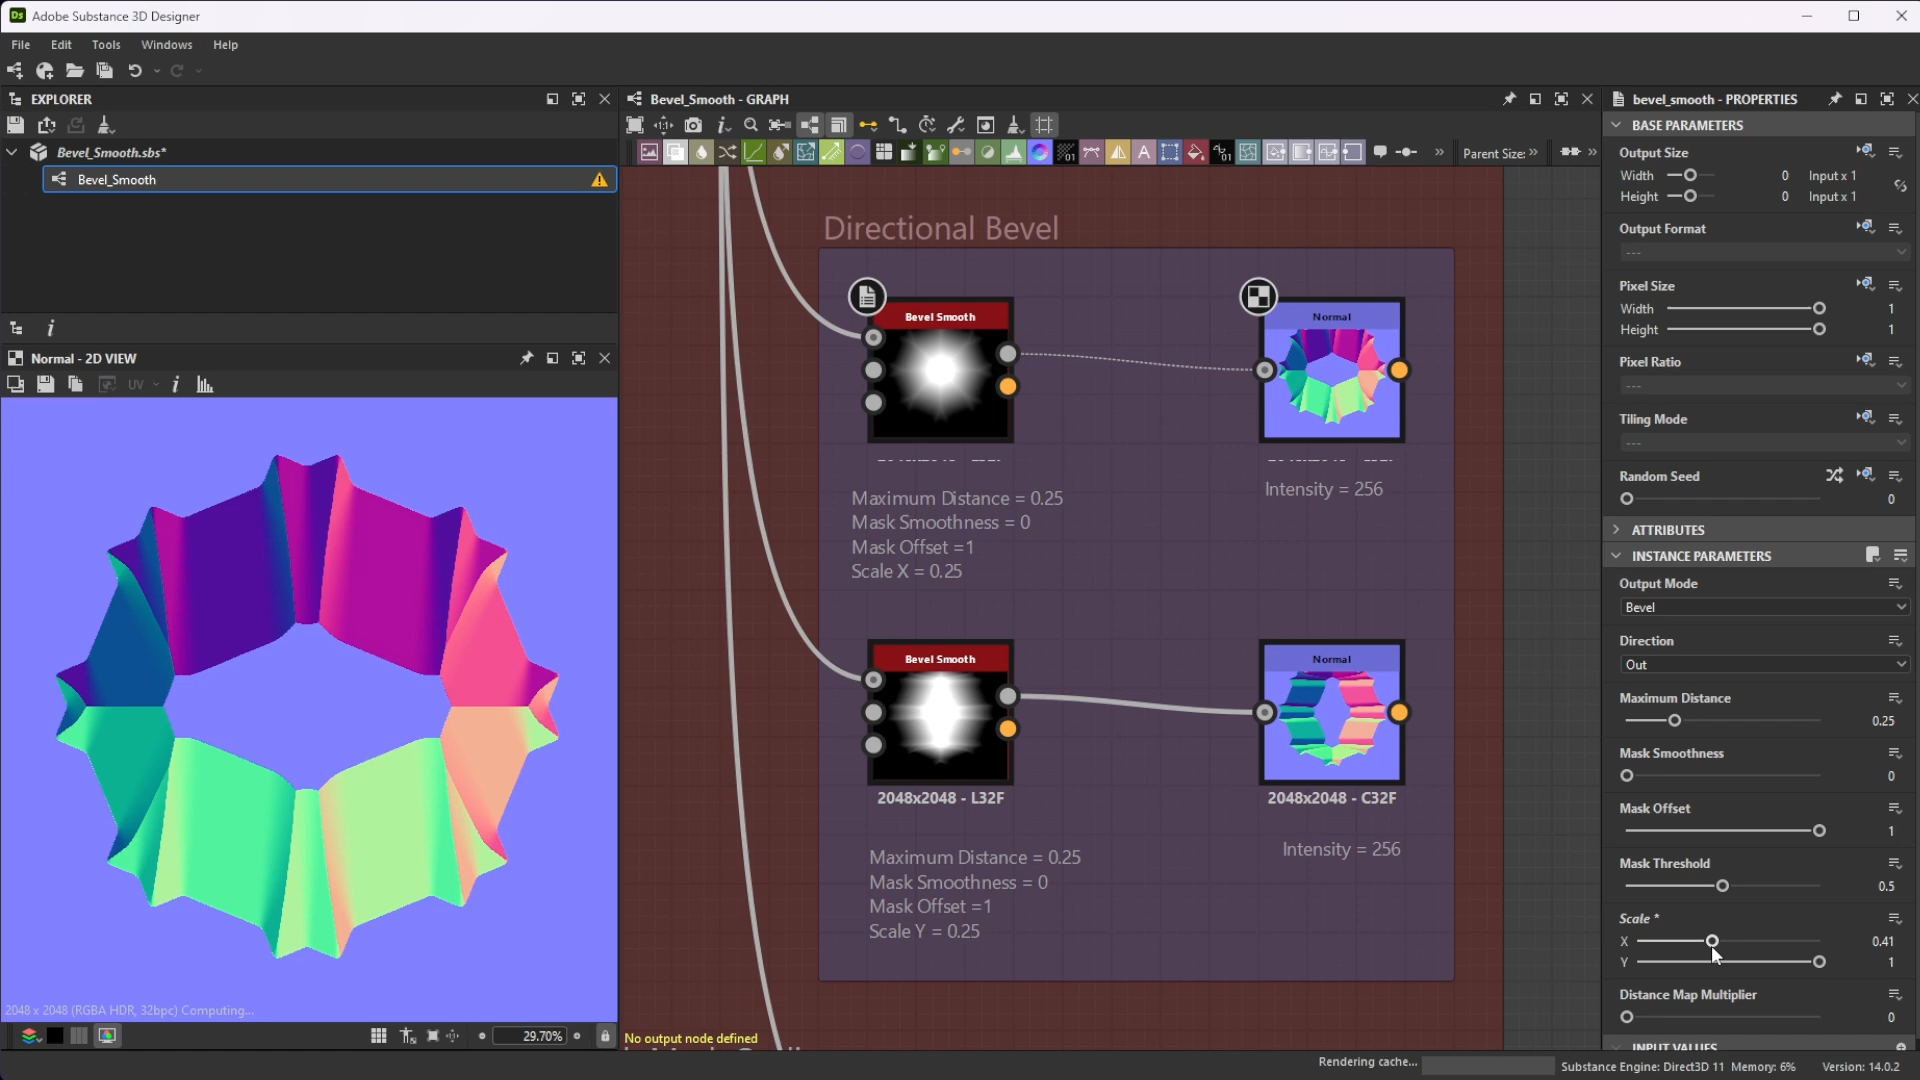 Ds Adobe Substance 3D Designer
File Edit Tools Windows Help
EXPLORER
Bevel_Smooth.sbs*
Bevel_Smooth
Normal - 2D VIEW
UV
2048 x 2048 (RGBA HDR, 32bpc) Computing...
29.70%
Bevel_Smooth - GRAPH
Parent Size: »
Directional Bevel
Bevel Smooth
Normal
Maximum Distance = 0.25
Mask Smoothness = 0
Mask Offset =1
Scale X = 0.25
Intensity = 256
Bevel Smooth
Normal
2048x2048 - L32F
2048x2048 - C32F
Maximum Distance = 0.25
Mask Smoothness = 0
Mask Offset =1
Scale Y = 0.25
Intensity = 256
No output node defined
bevel_smooth - PROPERTIES
BASE PARAMETERS
Output Size
Width 0 Input x 1
Height 0 Input x 1
Output Format
---
Pixel Size
Width 1
Height 1
Pixel Ratio
---
Tiling Mode
---
Random Seed
0
ATTRIBUTES
INSTANCE PARAMETERS
Output Mode
Bevel
Direction
Out
Maximum Distance
0.25
Mask Smoothness
0
Mask Offset
1
Mask Threshold
0.5
Scale *
X 0.41
Y 1
Distance Map Multiplier
0
INPUT VALUES
Rendering cache...
Substance Engine: Direct3D 11 Memory: 6%
Version: 14.0.2